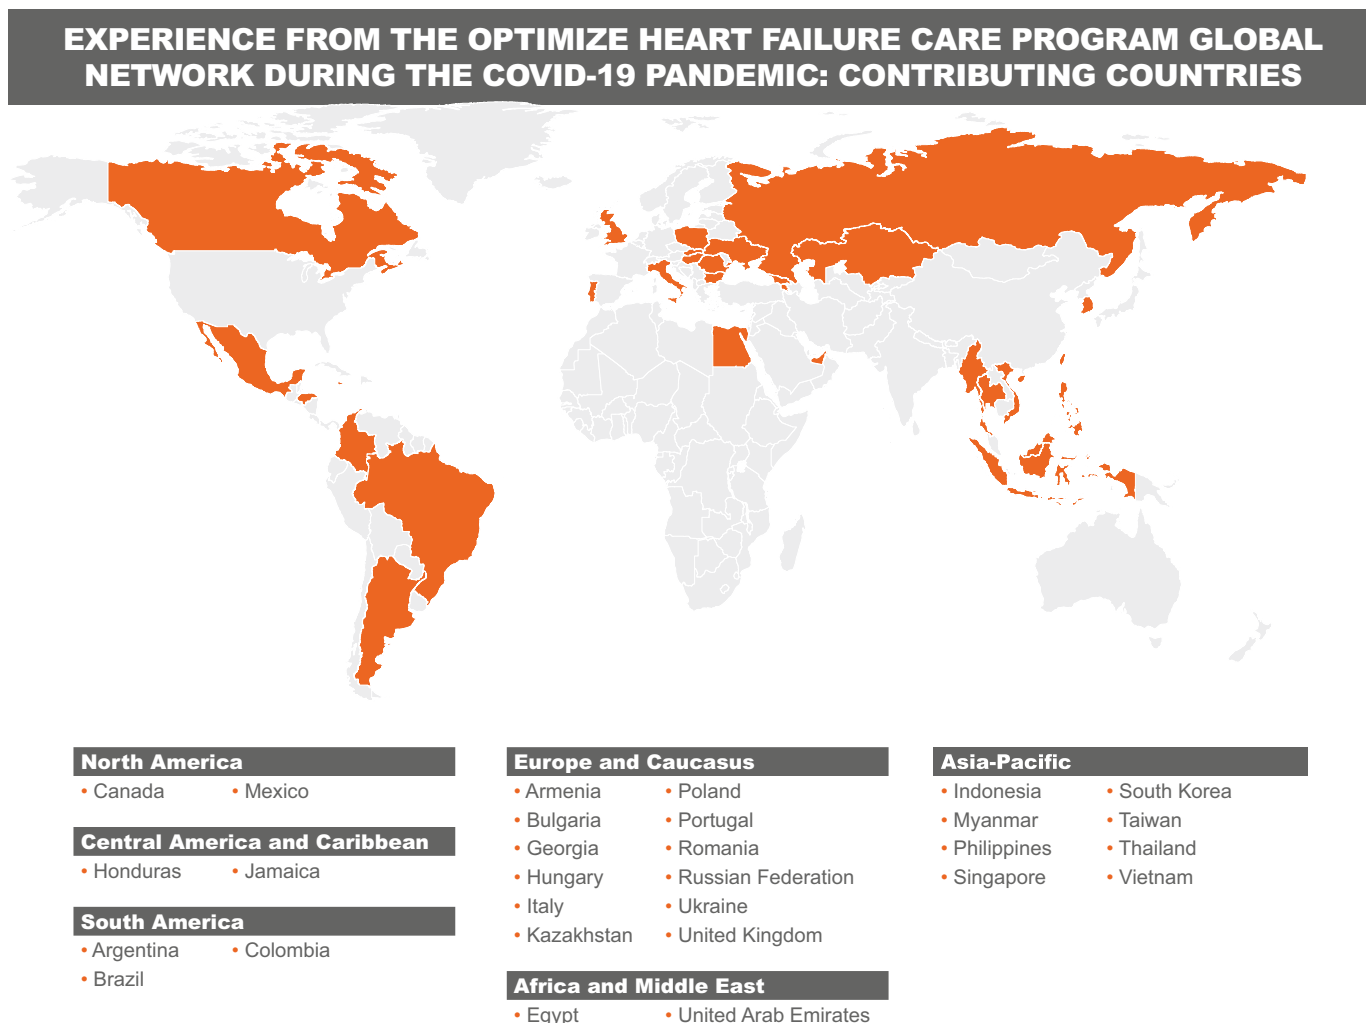 EXPERIENCE FROM THE OPTIMIZE HEART FAILURE CARE PROGRAM GLOBAL
NETWORK DURING THE COVID-19 PANDEMIC: CONTRIBUTING COUNTRIES
North America
• Canada • Mexico
Central America and Caribbean
• Honduras • Jamaica
South America
• Argentina • Colombia
• Brazil
Europe and Caucasus
• Armenia • Poland
• Bulgaria • Portugal
• Georgia • Romania
• Hungary • Russian Federation
• Italy • Ukraine
• Kazakhstan • United Kingdom
Africa and Middle East
• Egypt • United Arab Emirates
Asia-Pacific
• Indonesia • South Korea
• Myanmar • Taiwan
• Philippines • Thailand
• Singapore • Vietnam